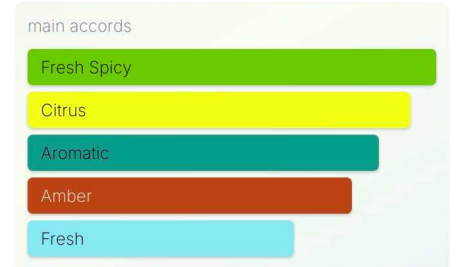 main accords
Fresh Spicy
Citrus
Aromatic
Amber
Fresh